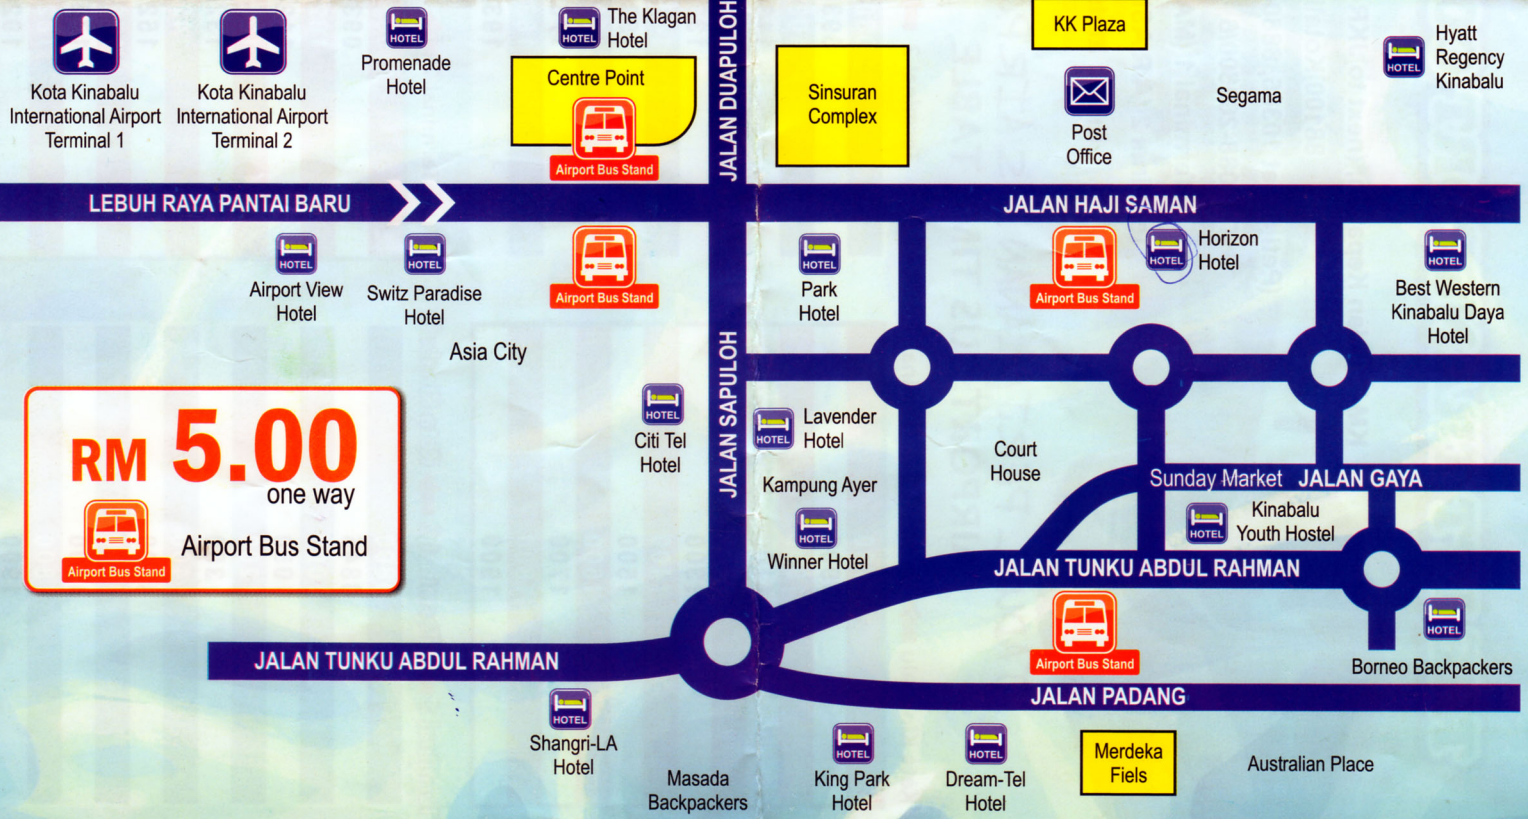 Kota Kinabalu
International Airport
Terminal 1
Kota Kinabalu
International Airport
Terminal 2
HOTEL
Promenade
Hotel
HOTEL
The Klagan
Hotel
Centre Point
Airport Bus Stand
JALAN DUAPULOH
Sinsuran
Complex
KK Plaza
Post
Office
Segama
HOTEL
Hyatt
Regency
Kinabalu
LEBUH RAYA PANTAI BARU
JALAN HAJI SAMAN
HOTEL
Airport View
Hotel
HOTEL
Switz Paradise
Hotel
Airport Bus Stand
Asia City
HOTEL
Park
Hotel
Airport Bus Stand
HOTEL
Horizon
Hotel
HOTEL
Best Western
Kinabalu Daya
Hotel
JALAN SAPULOH
RM 5.00
one way
Airport Bus Stand
Airport Bus Stand
HOTEL
Citi Tel
Hotel
HOTEL
Lavender
Hotel
Kampung Ayer
HOTEL
Winner Hotel
Court
House
Sunday Market
JALAN GAYA
HOTEL
Kinabalu
Youth Hostel
JALAN TUNKU ABDUL RAHMAN
Airport Bus Stand
HOTEL
Borneo Backpackers
JALAN TUNKU ABDUL RAHMAN
JALAN PADANG
HOTEL
Shangri-LA
Hotel
Masada
Backpackers
HOTEL
King Park
Hotel
HOTEL
Dream-Tel
Hotel
Merdeka
Fiels
Australian Place